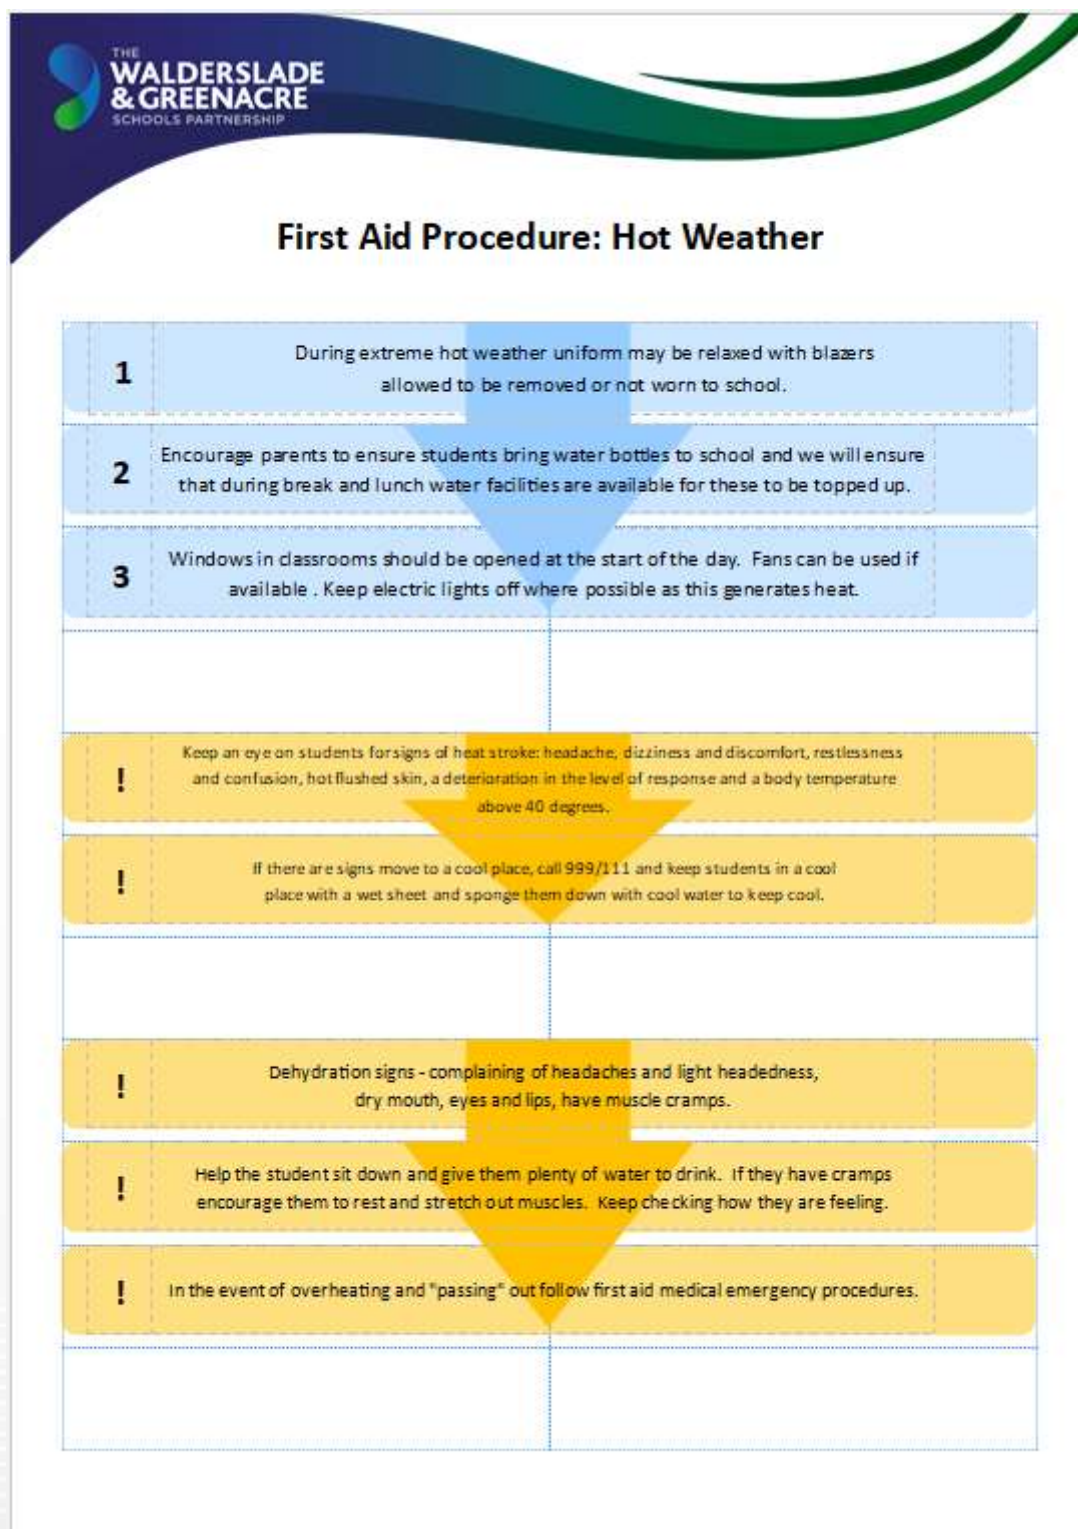 THE
WALDERSLADE
& GREENACRE
SCHOOLS PARTNERSHIP
First Aid Procedure: Hot Weather
1
During extreme hot weather uniform may be relaxed with blazers
allowed to be removed or not worn to school.
2
Encourage parents to ensure students bring water bottles to school and we will ensure
that during break and lunch water facilities are available for these to be topped up.
3
Windows in classrooms should be opened at the start of the day.  Fans can be used if
available . Keep electric lights off where possible as this generates heat.
!
Keep an eye on students for signs of heat stroke: headache, dizziness and discomfort, restlessness
and confusion, hot flushed skin, a deterioration in the level of response and a body temperature
above 40 degrees.
!
If there are signs move to a cool place, call 999/111 and keep students in a cool
place with a wet sheet and sponge them down with cool water to keep cool.
!
Dehydration signs - complaining of headaches and light headedness,
dry mouth, eyes and lips, have muscle cramps.
!
Help the student sit down and give them plenty of water to drink.  If they have cramps
encourage them to rest and stretch out muscles.  Keep checking how they are feeling.
!
In the event of overheating and "passing" out follow first aid medical emergency procedures.